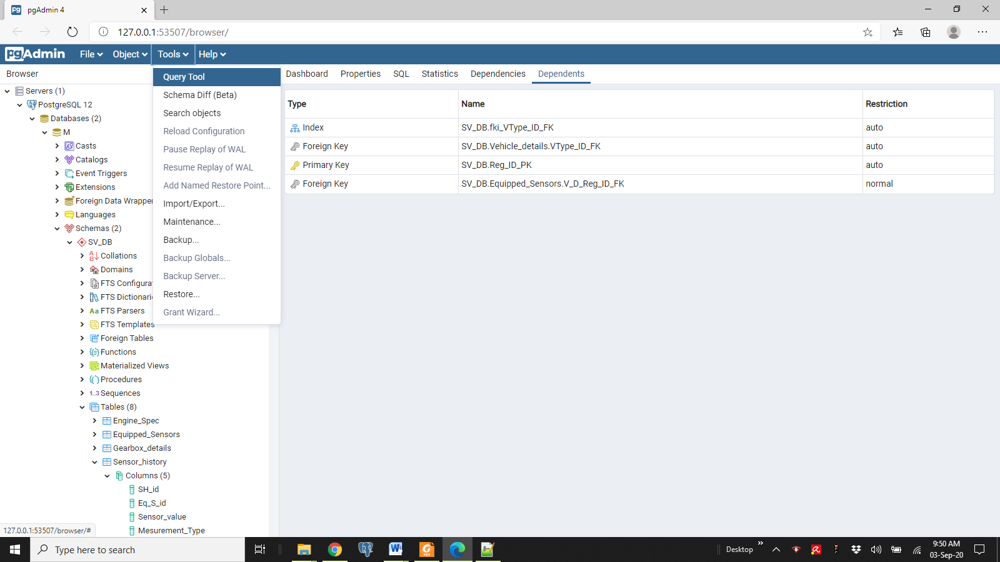 pgAdmin 4
127.0.0.1:53507/browser/
pgAdmin File Object Tools Help
Browser
Query Tool
Schema Diff (Beta)
Search objects
Reload Configuration
Pause Replay of WAL
Resume Replay of WAL
Add Named Restore Point...
Import/Export...
Maintenance...
Backup...
Backup Globals...
Backup Server...
Restore...
Grant Wizard...
Servers (1)
PostgreSQL 12
Databases (2)
M
Casts
Catalogs
Event Triggers
Extensions
Foreign Data Wrapper
Languages
Schemas (2)
SV_DB
Collations
Domains
FTS Configura
FTS Dictionari
Aa FTS Parsers
FTS Templates
Foreign Tables
Functions
Materialized Views
Procedures
1..3 Sequences
Tables (8)
Engine_Spec
Equipped_Sensors
Gearbox_details
Sensor_history
Columns (5)
SH_id
Eq_S_id
Sensor_value
Mesurement_Type
127.0.0.1:53507/browser/#
Dashboard Properties SQL Statistics Dependencies Dependents
Type Name Restriction
Index SV_DB.fki_VType_ID_FK auto
Foreign Key SV_DB.Vehicle_details.VType_ID_FK auto
Primary Key SV_DB.Reg_ID_PK auto
Foreign Key SV_DB.Equipped_Sensors.V_D_Reg_ID_FK normal
Type here to search
Desktop
9:50 AM
03-Sep-20